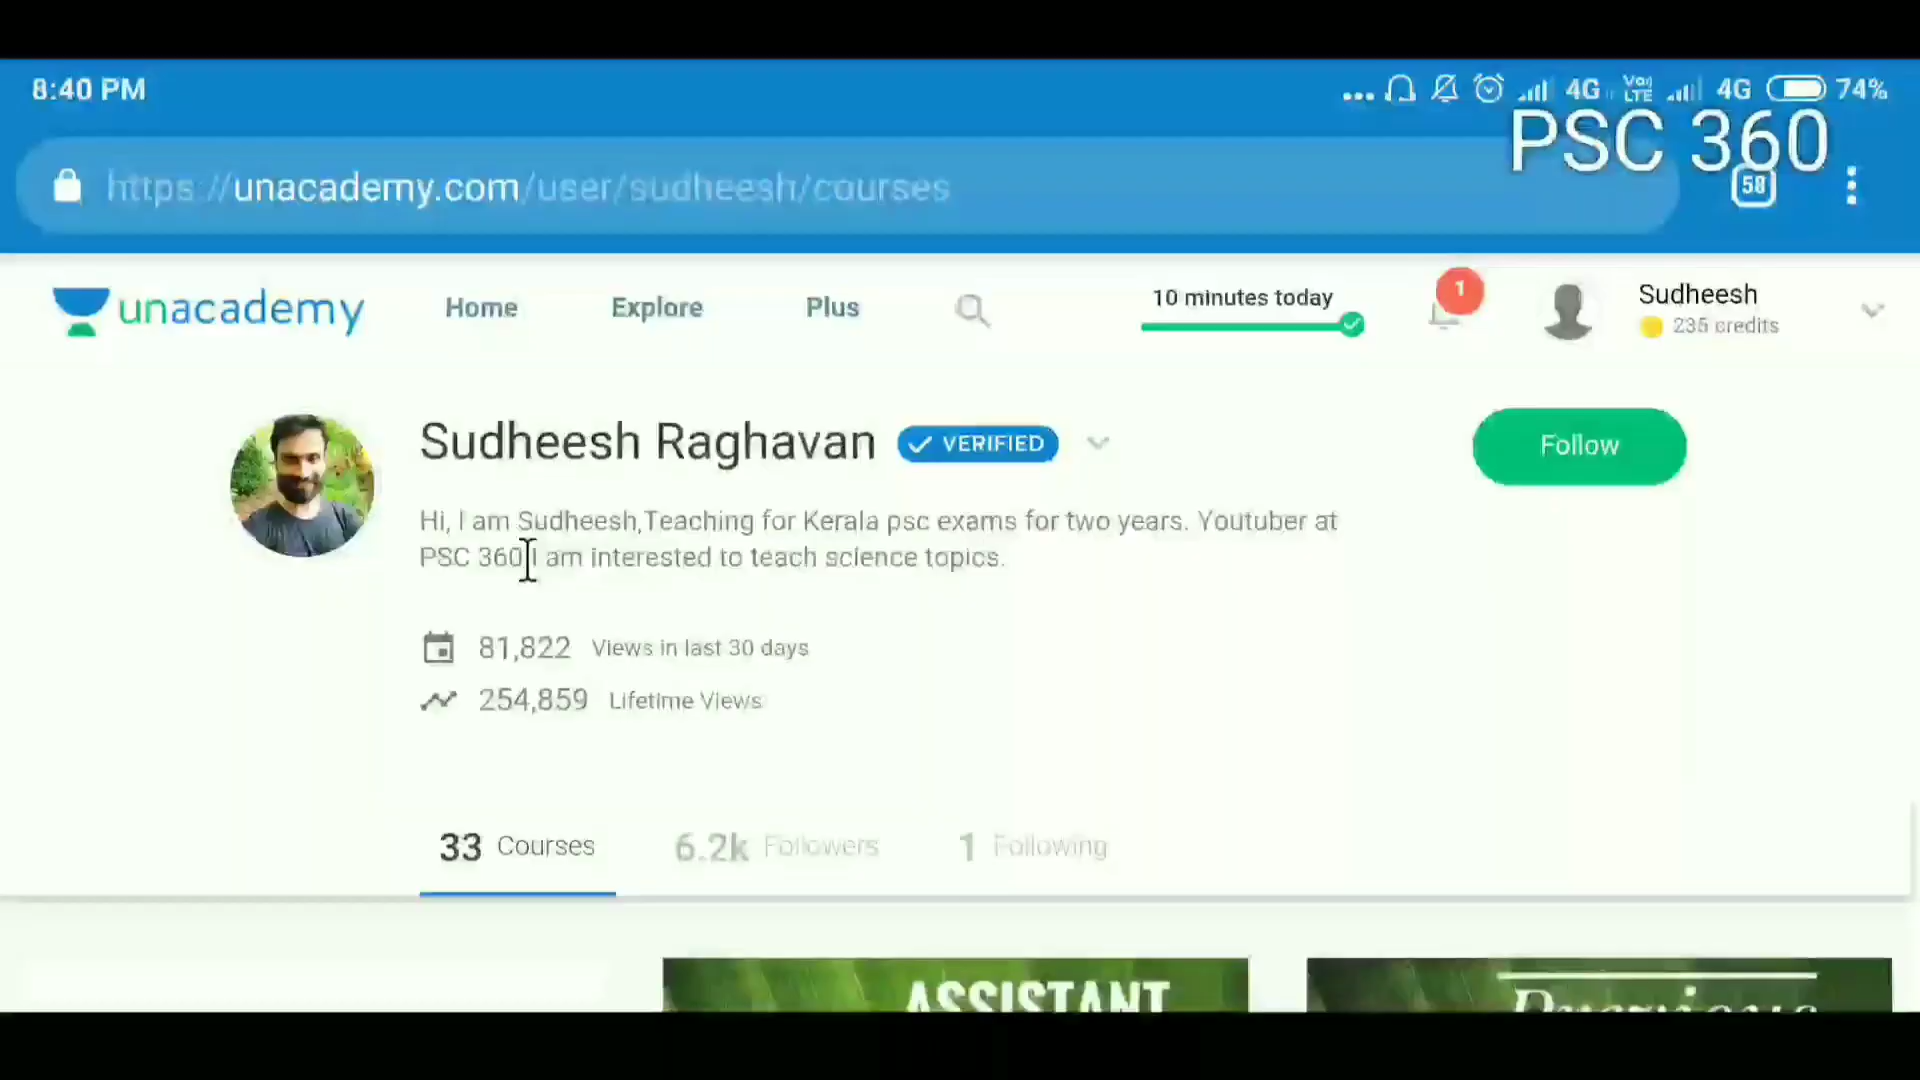 8:40 PM
... 4G Vo) LTE 4G 74%
PSC 360
https://unacademy.com/user/sudheesh/courses
58
unacademy Home Explore Plus 10 minutes today 1 Sudheesh
235 credits
Sudheesh Raghavan VERIFIED
Follow
Hi, I am Sudheesh,Teaching for Kerala psc exams for two years. Youtuber at
PSC 360,I am interested to teach science topics.
81,822 Views in last 30 days
254,859 Lifetime Views
33 Courses 6.2k Followers 1 Following
ASSISTANT
Previous